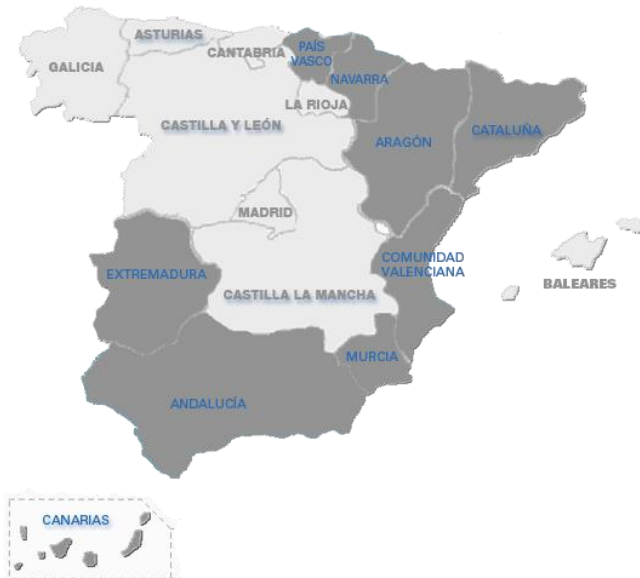 ASTURIAS
CANTABRIA
PAÍS
VASCO
GALICIA
NAVARRA
LA RIOJA
CASTILLA Y LEÓN
CATALUÑA
ARAGÓN
MADRID
COMUNIDAD
VALENCIANA
EXTREMADURA
BALEARES
CASTILLA LA MANCHA
MURCIA
ANDALUCÍA
CANARIAS